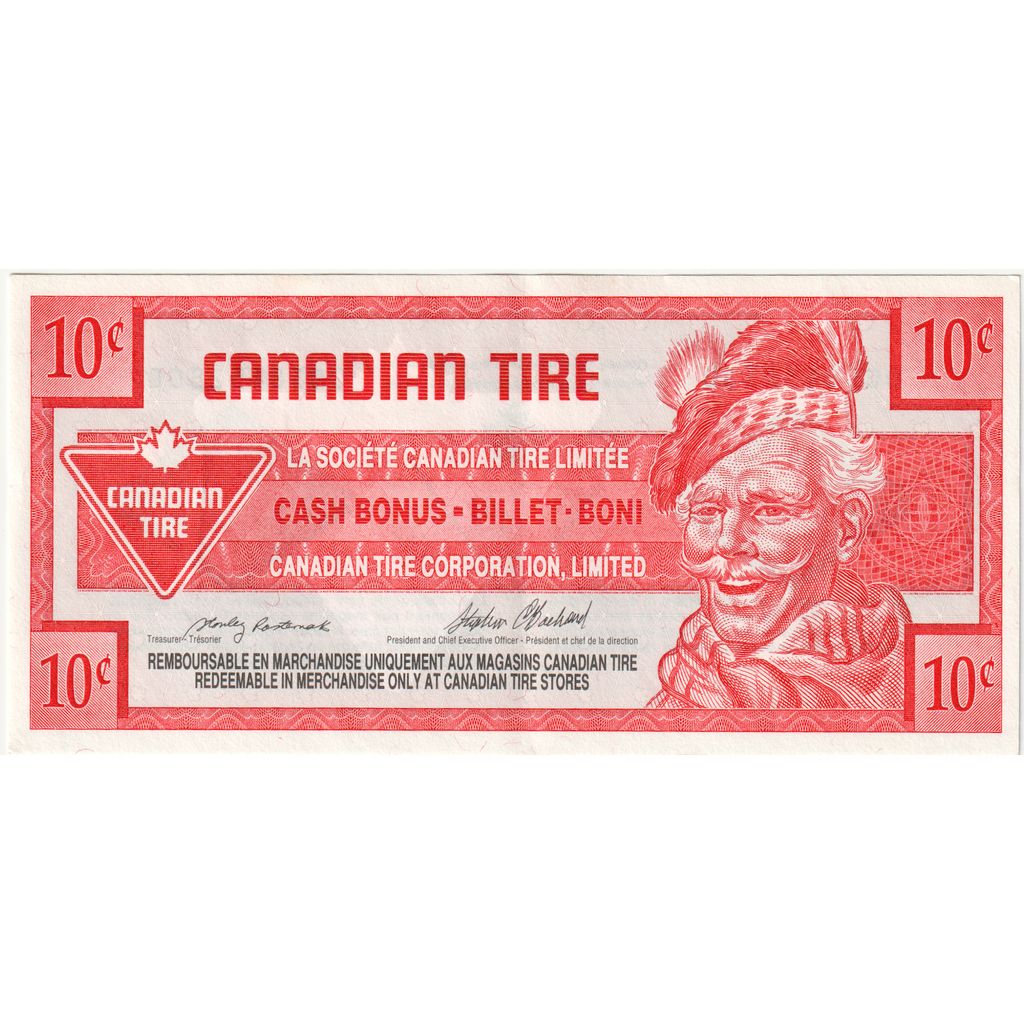 10¢
10¢
CANADIAN TIRE
LA SOCIÉTÉ CANADIAN TIRE LIMITÉE
CANADIAN
TIRE
CASH BONUS - BILLET - BONI
CANADIAN TIRE CORPORATION, LIMITED
Stanley Pasternak
Treasurer - Trésorier
President and Chief Executive Officer - Président et chef de la direction
REMBOURSABLE EN MARCHANDISE UNIQUEMENT AUX MAGASINS CANADIAN TIRE
REDEEMABLE IN MERCHANDISE ONLY AT CANADIAN TIRE STORES
10¢
10¢